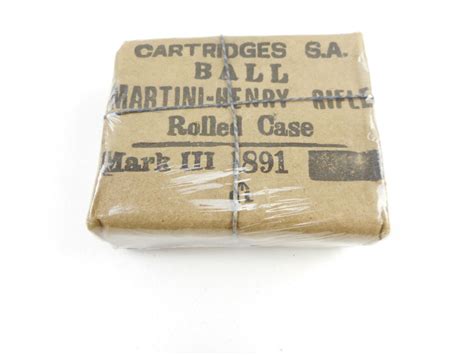 CARTRIDGES S.A.
BALL
MARTINI-HENRY RIFLE
Rolled Case
Mark III 1891